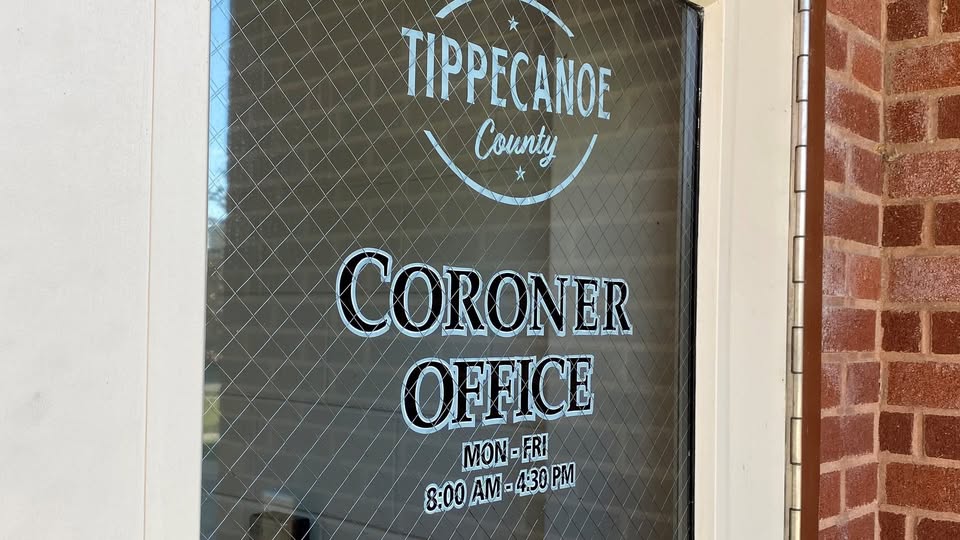 TIPPECANOE
County
CORONER
OFFICE
MON - FRI
8:00 AM - 4:30 PM